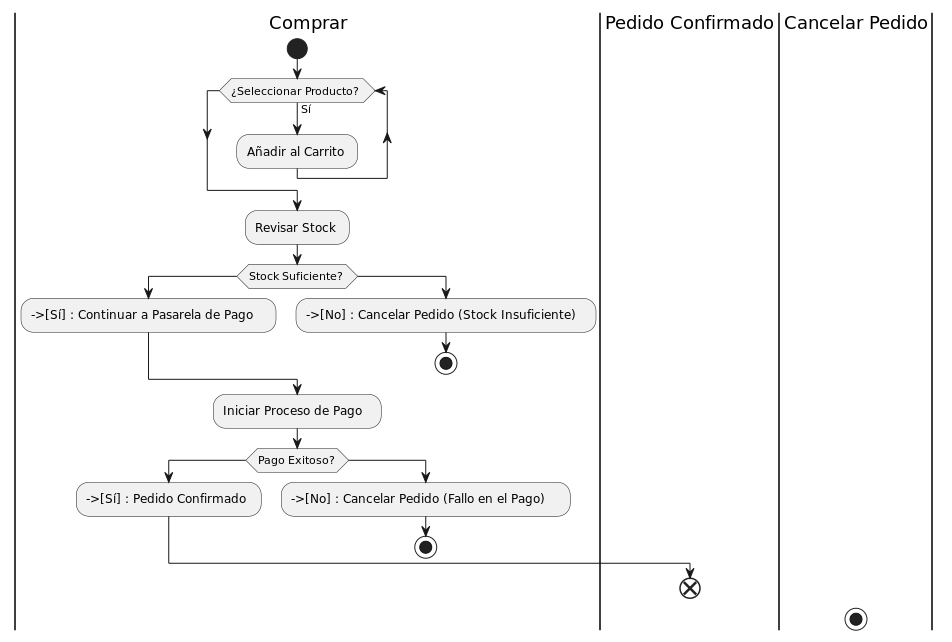 Comprar
Pedido Confirmado
Cancelar Pedido
¿Seleccionar Producto?
Sí
Añadir al Carrito
Revisar Stock
Stock Suficiente?
->[Sí] : Continuar a Pasarela de Pago
->[No] : Cancelar Pedido (Stock Insuficiente)
Iniciar Proceso de Pago
Pago Exitoso?
->[Sí] : Pedido Confirmado
->[No] : Cancelar Pedido (Fallo en el Pago)